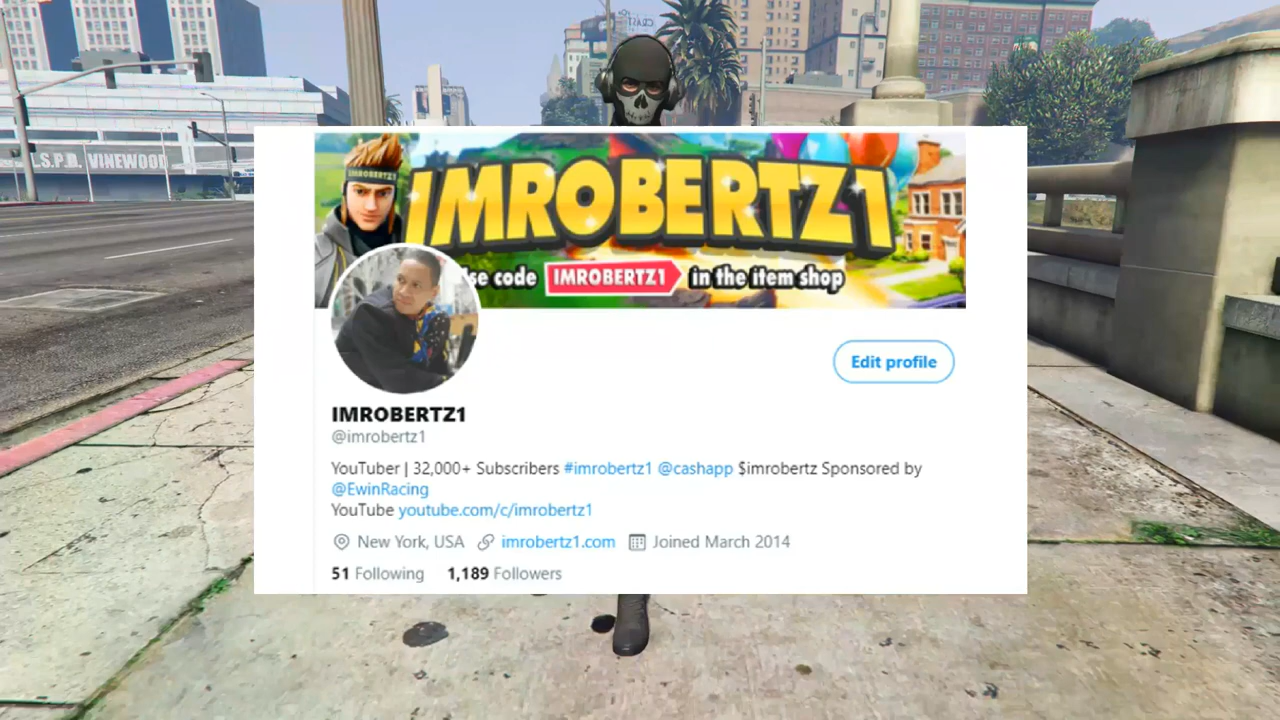 L.S.P.D. VINEWOOD
IMROBERTZ1
IMROBERTZ1
se code IMROBERTZ1 in the item shop
Edit profile
IMROBERTZ1
@imrobertz1
YouTuber | 32,000+ Subscribers #imrobertz1 @cashapp $imrobertz Sponsored by
@EwinRacing
YouTube youtube.com/c/imrobertz1
New York, USA imrobertz1.com Joined March 2014
51 Following 1,189 Followers